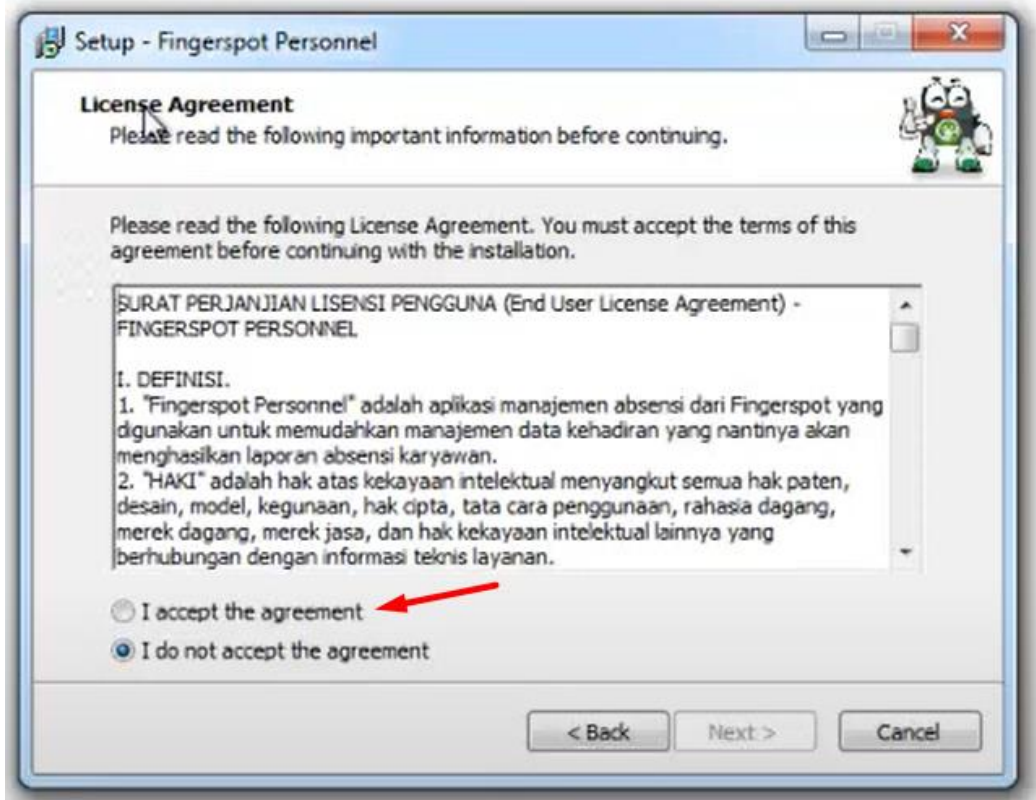 Setup - Fingerspot Personnel
License Agreement
Please read the following important information before continuing.
Please read the following License Agreement. You must accept the terms of this
agreement before continuing with the installation.
SURAT PERJANJIAN LISENSI PENGGUNA (End User License Agreement) -
FINGERSPOT PERSONNEL
I. DEFINISI.
1. "Fingerspot Personnel" adalah aplikasi manajemen absensi dari Fingerspot yang
digunakan untuk memudahkan manajemen data kehadiran yang nantinya akan
menghasilkan laporan absensi karyawan.
2. "HAKI" adalah hak atas kekayaan intelektual menyangkut semua hak paten,
desain, model, kegunaan, hak cipta, tata cara penggunaan, rahasia dagang,
merek dagang, merek jasa, dan hak kekayaan intelektual lainnya yang
berhubungan dengan informasi teknis layanan.
I accept the agreement
I do not accept the agreement
< Back
Next >
Cancel